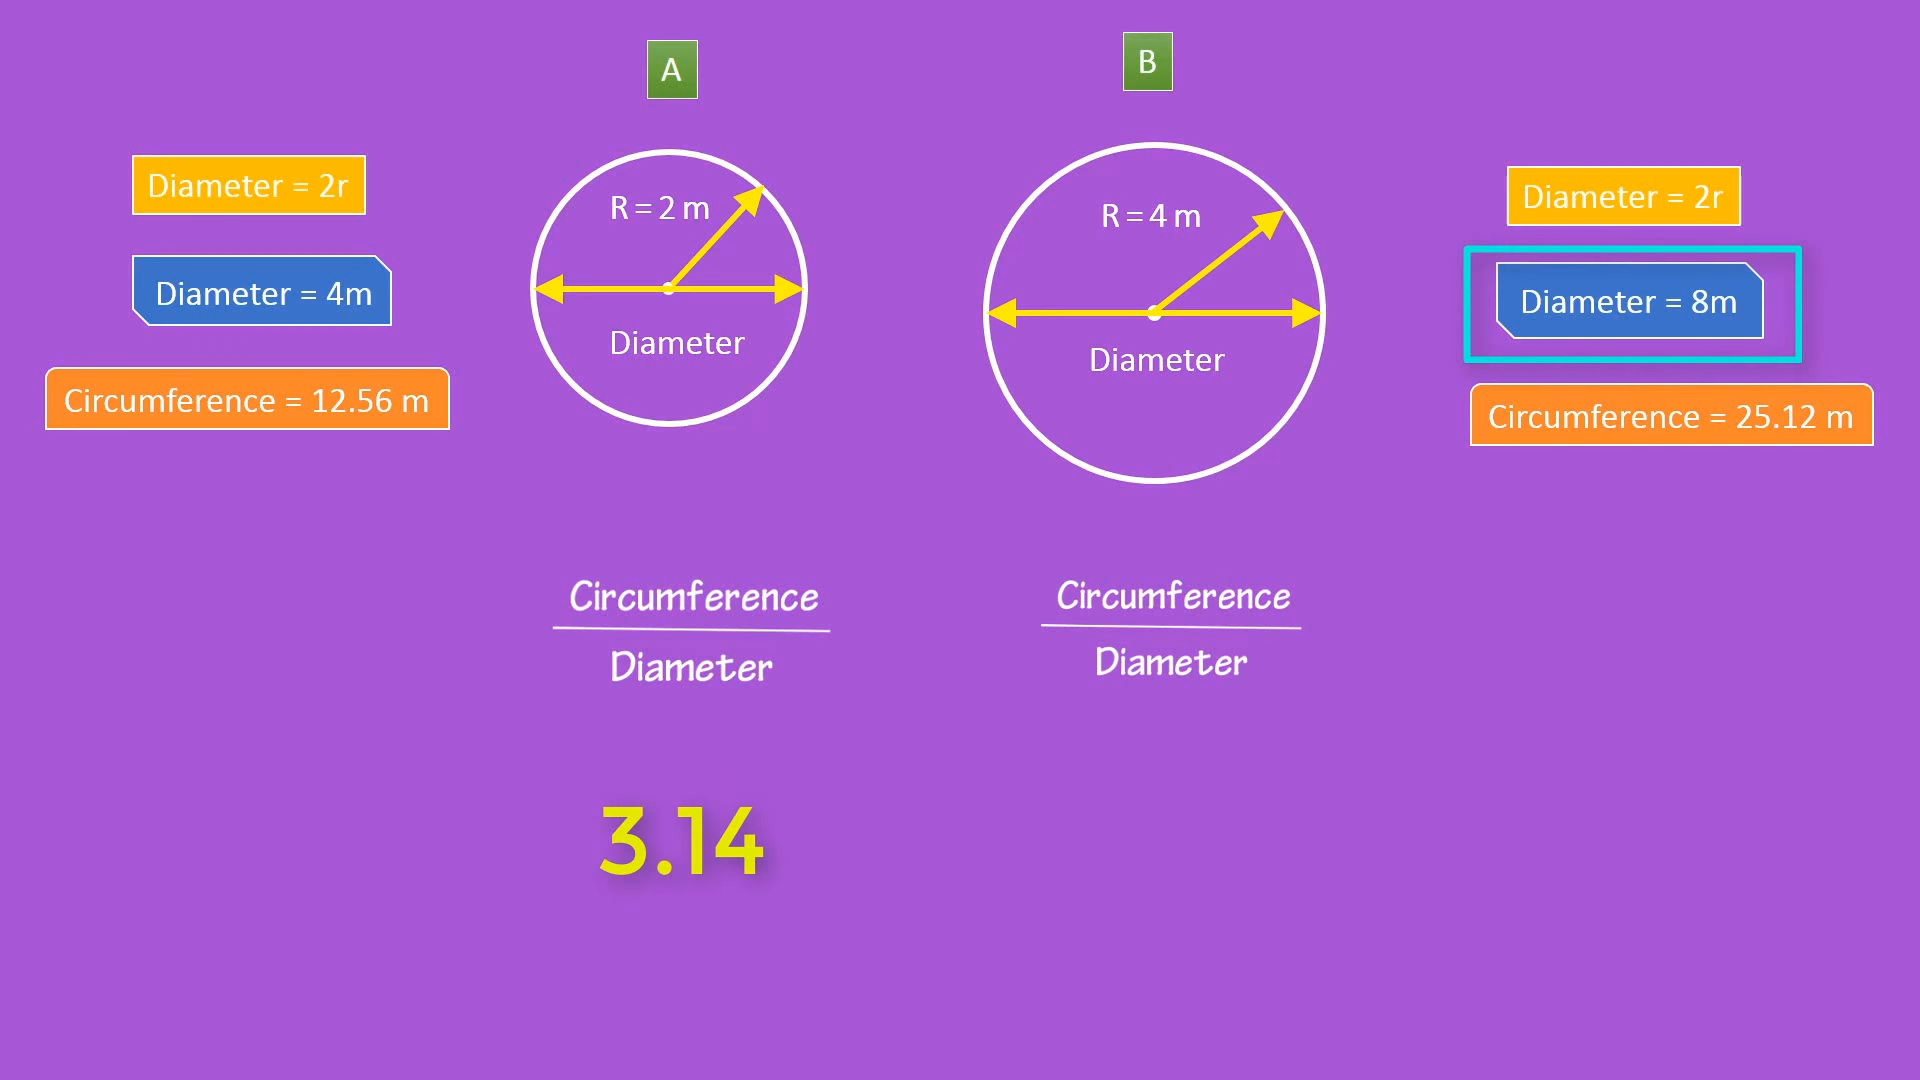 A
B
Diameter = 2r
Diameter = 4m
Circumference = 12.56 m
R = 2 m
Diameter
R = 4 m
Diameter
Diameter = 2r
Diameter = 8m
Circumference = 25.12 m
Circumference
Diameter
Circumference
Diameter
3.14